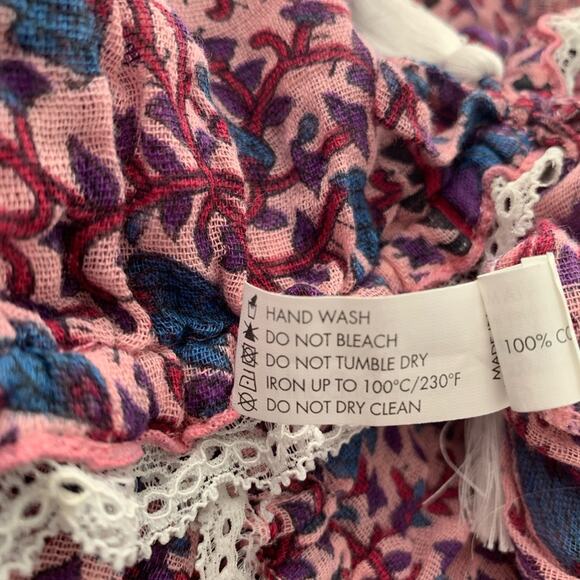 HAND WASH
DO NOT BLEACH
DO NOT TUMBLE DRY
IRON UP TO 100°C/230°F
DO NOT DRY CLEAN
100%